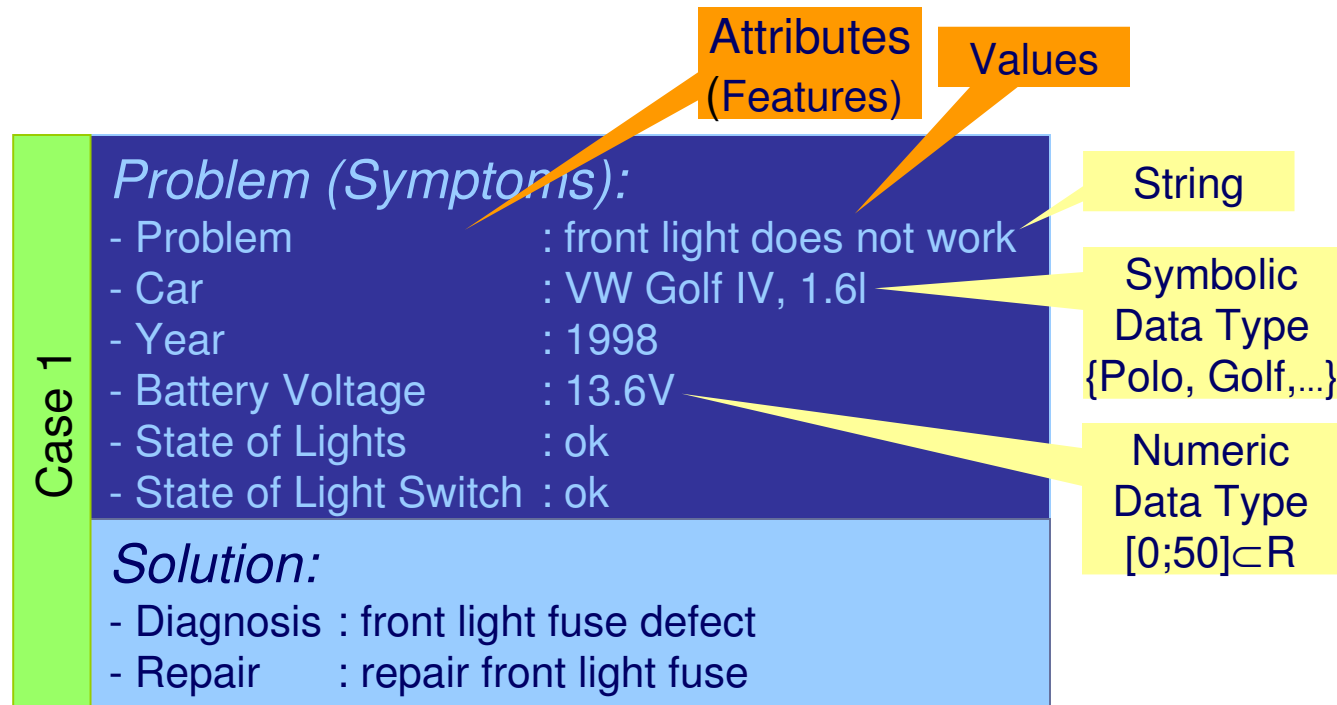 Attributes
(Features)
Values
Case 1
Problem (Symptoms):
- Problem : front light does not work
- Car : VW Golf IV, 1.6l
- Year : 1998
- Battery Voltage : 13.6V
- State of Lights : ok
- State of Light Switch : ok
String
Symbolic
Data Type
{Polo, Golf,...}
Numeric
Data Type
[0;50]⊂R
Solution:
- Diagnosis : front light fuse defect
- Repair : repair front light fuse